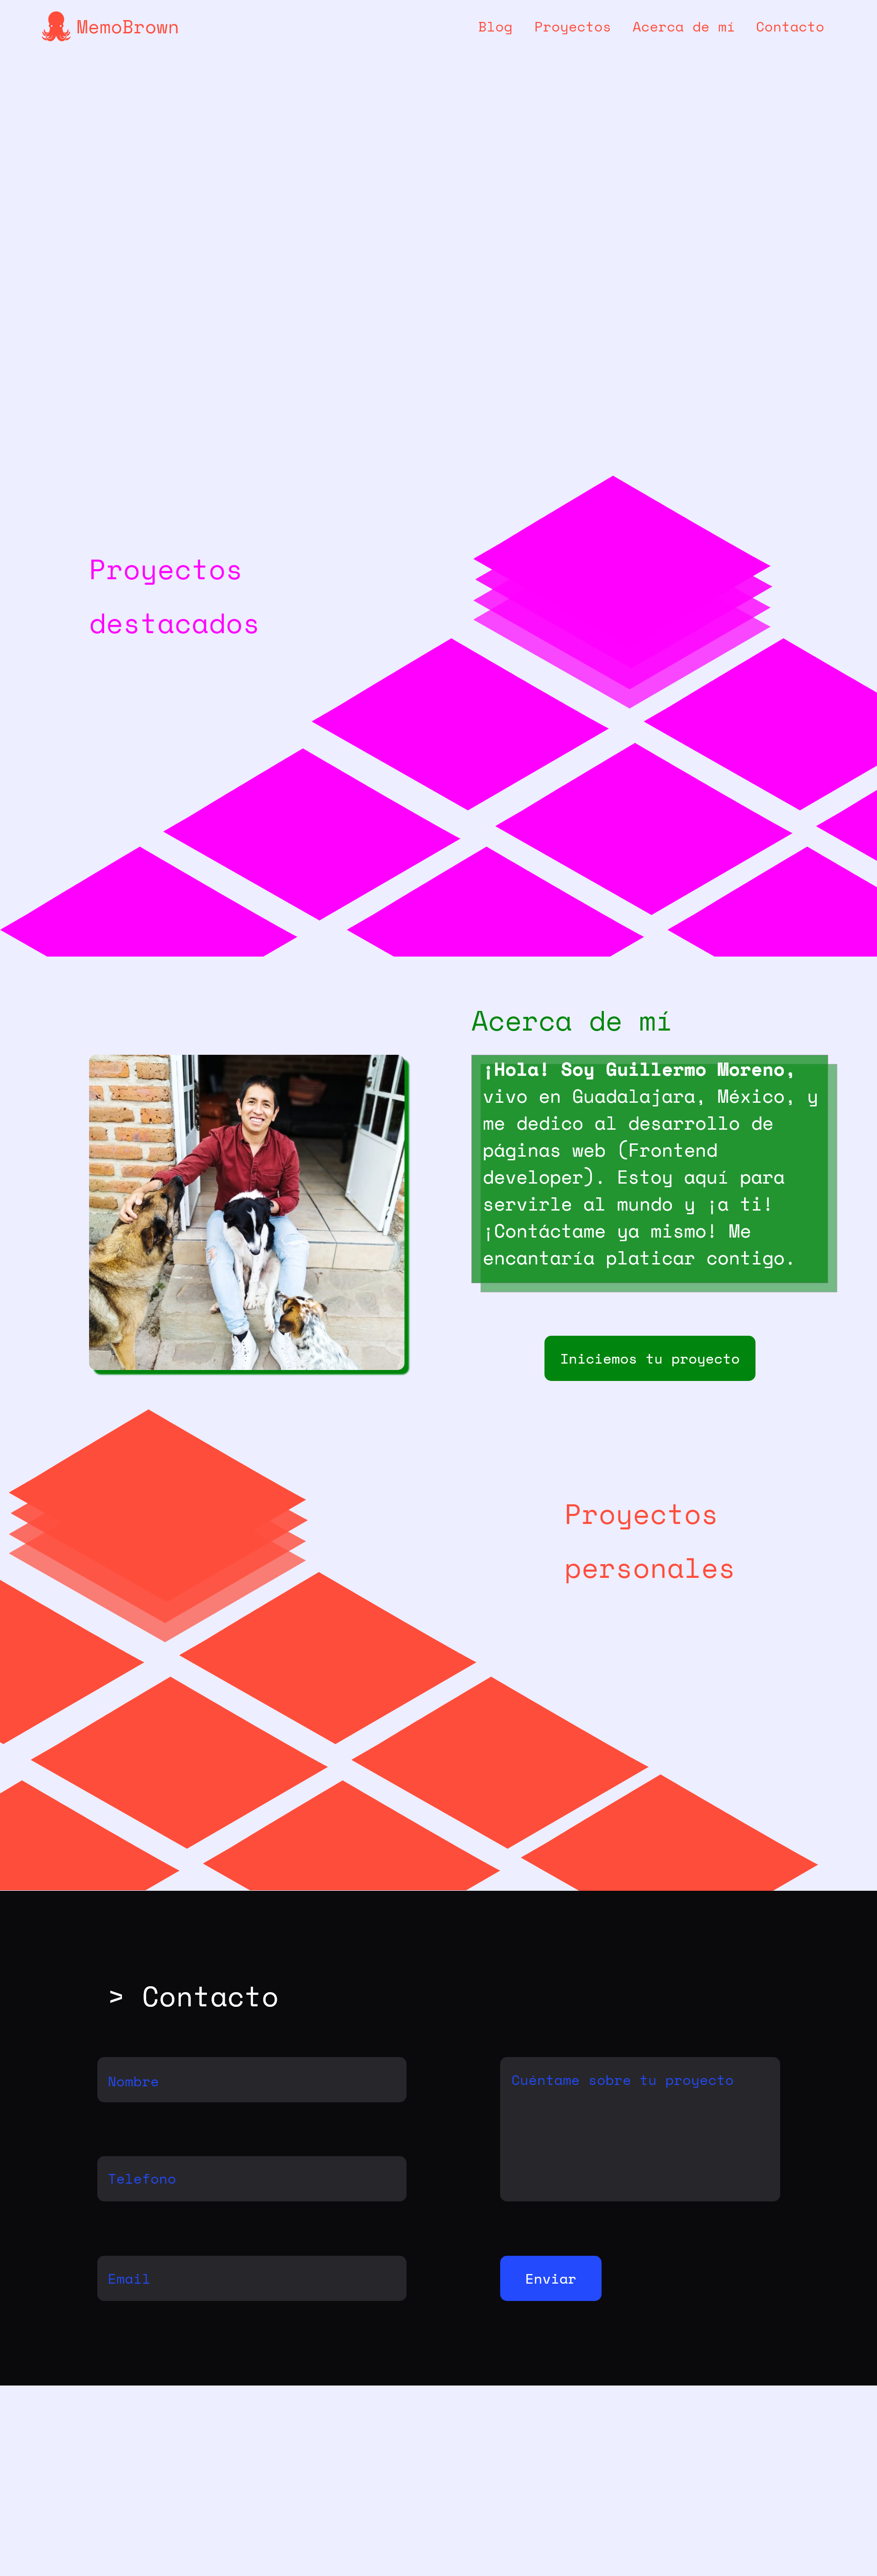 MemoBrown
Blog Proyectos Acerca de mi Contacto
Proyectos
destacados
Acerca de mí
¡Hola! Soy Guillermo Moreno,
vivo en Guadalajara, México, y
me dedico al desarrollo de
páginas web (Frontend
developer). Estoy aquí para
servirle al mundo y ¡a ti!
¡Contáctame ya mismo! Me
encantaría platicar contigo.
Iniciemos tu proyecto
Proyectos
personales
> Contacto
Nombre
Telefono
Email
Cuéntame sobre tu proyecto
Enviar